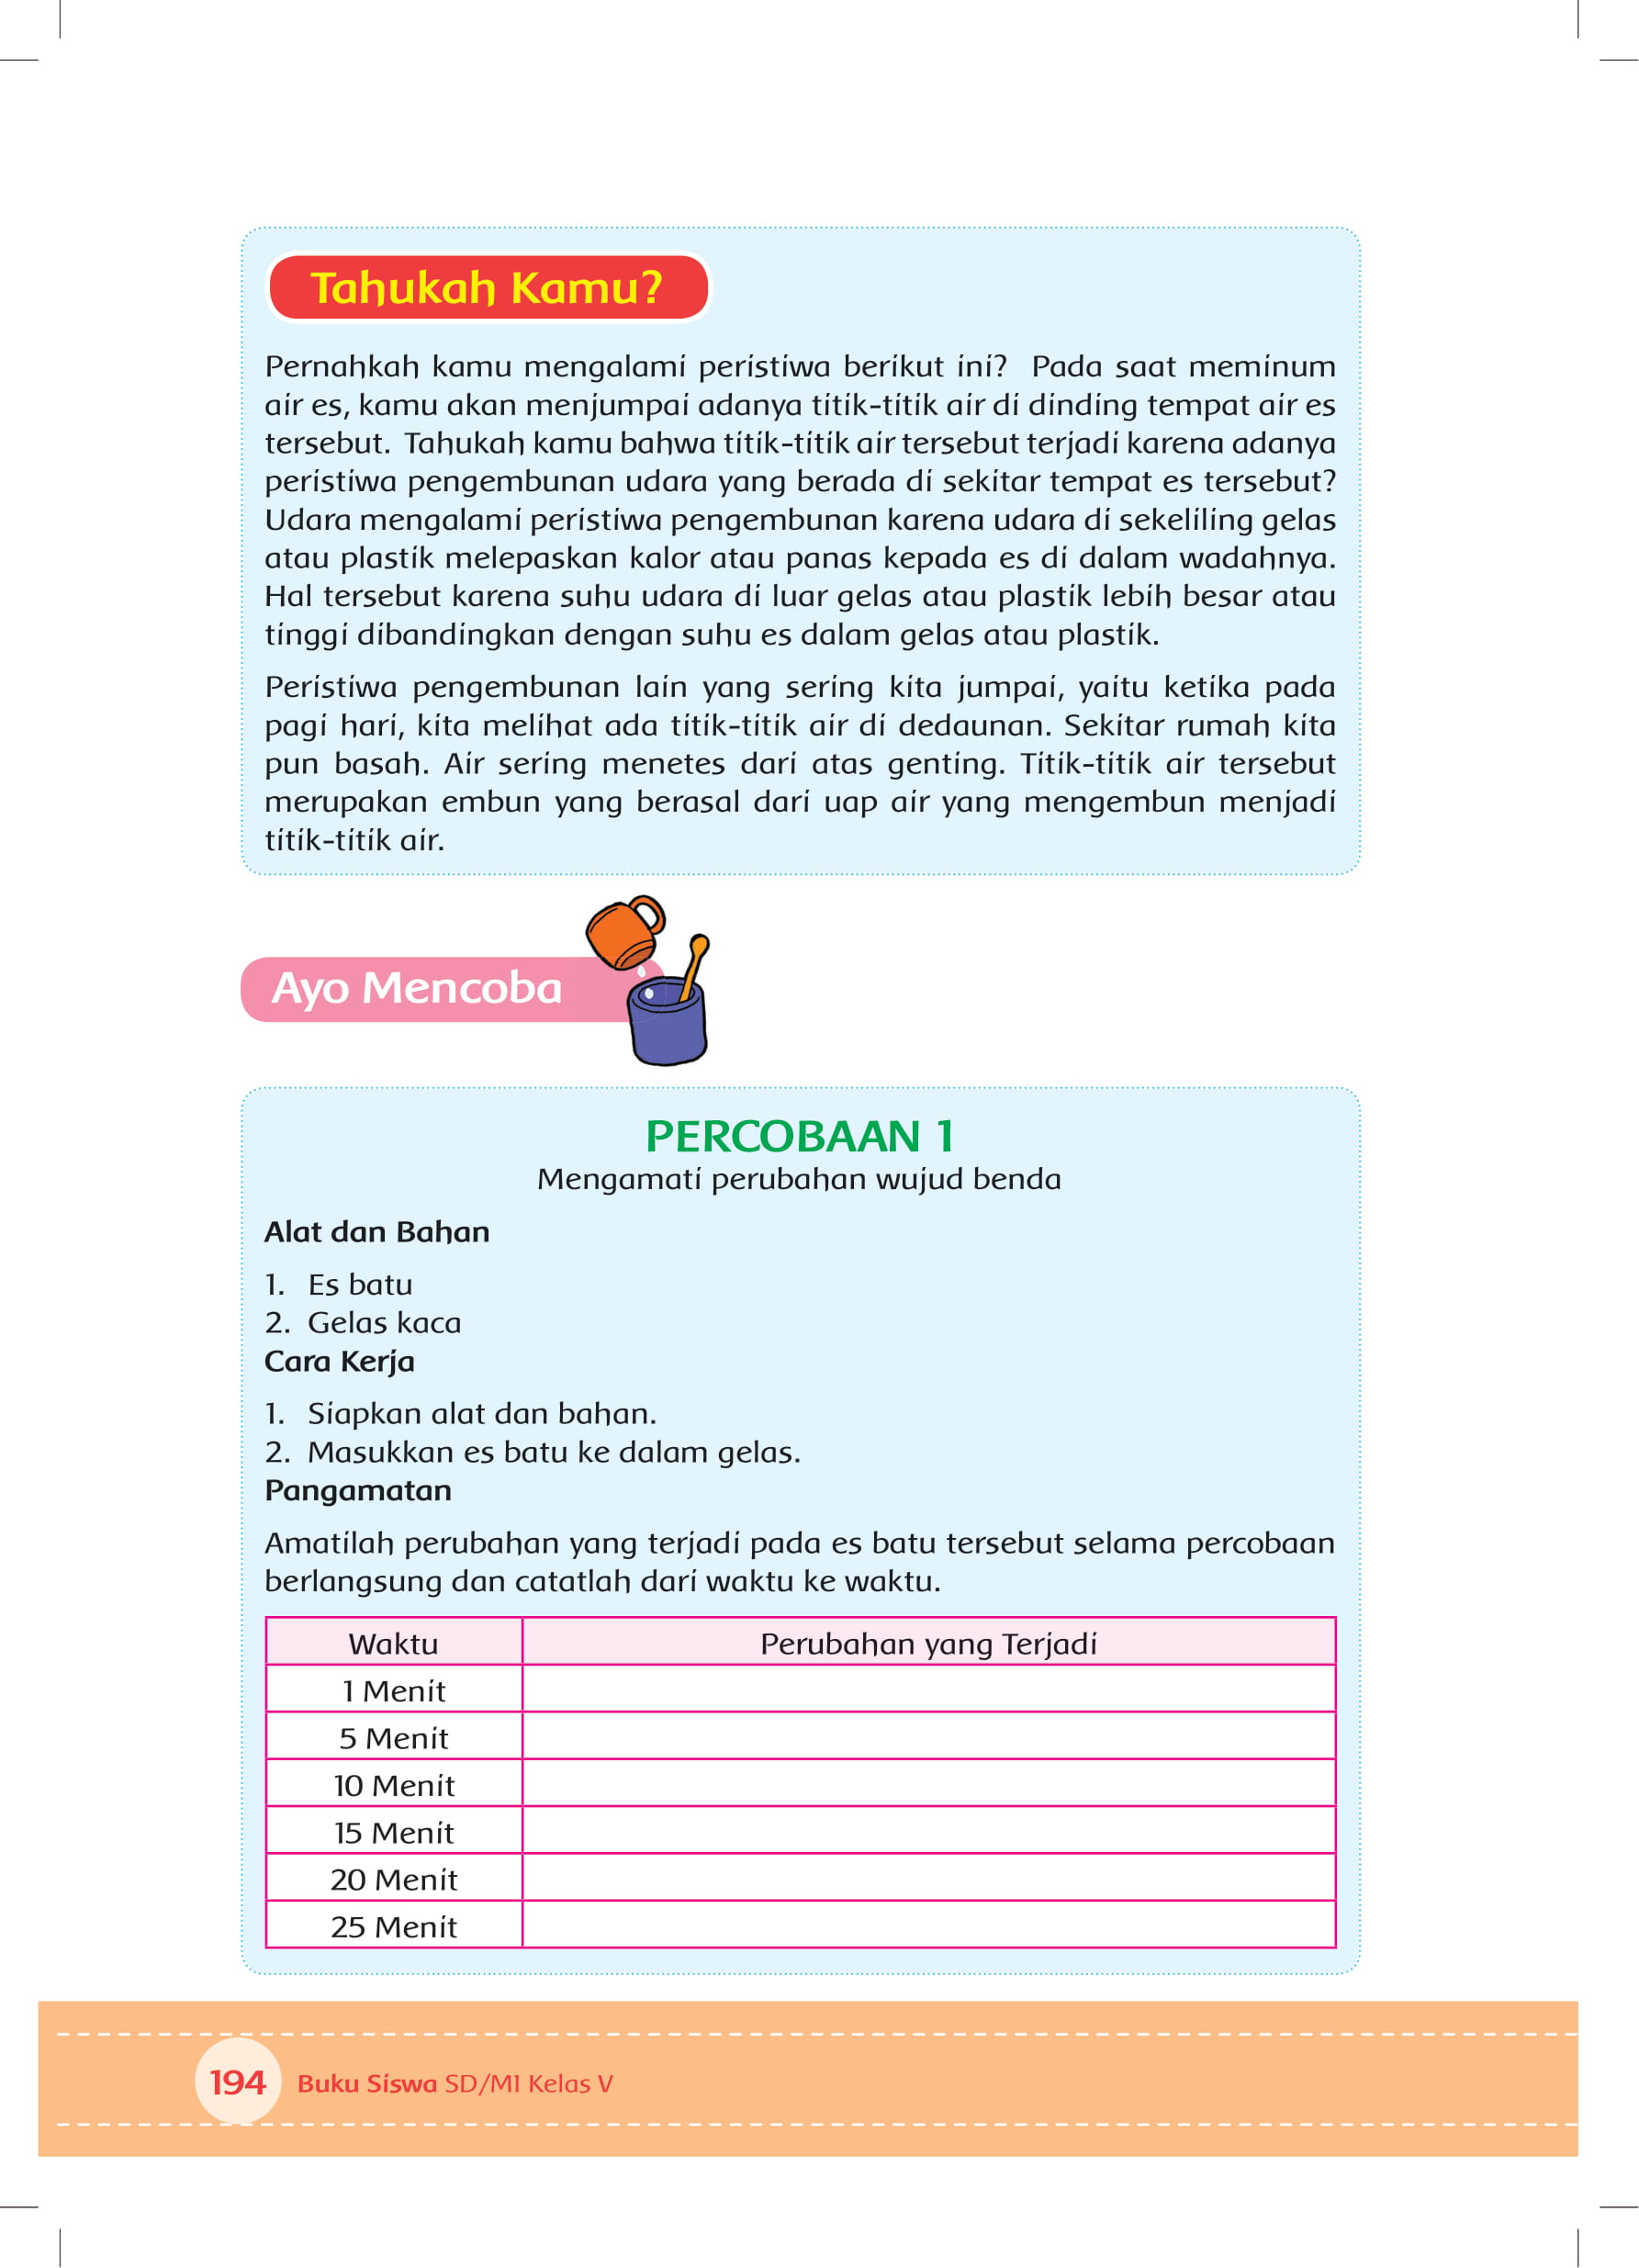 Tahukah Kamu?
Pernahkah kamu mengalami peristiwa berikut ini?  Pada saat meminum
air es, kamu akan menjumpai adanya titik-titik air di dinding tempat air es
tersebut.  Tahukah kamu bahwa titik-titik air tersebut terjadi karena adanya
peristiwa pengembunan udara yang berada di sekitar tempat es tersebut?
Udara mengalami peristiwa pengembunan karena udara di sekeliling gelas
atau plastik melepaskan kalor atau panas kepada es di dalam wadahnya.
Hal tersebut karena suhu udara di luar gelas atau plastik lebih besar atau
tinggi dibandingkan dengan suhu es dalam gelas atau plastik.
Peristiwa pengembunan lain yang sering kita jumpai, yaitu ketika pada
pagi hari, kita melihat ada titik-titik air di dedaunan. Sekitar rumah kita
pun basah. Air sering menetes dari atas genting. Titik-titik air tersebut
merupakan embun yang berasal dari uap air yang mengembun menjadi
titik-titik air.
Ayo Mencoba
PERCOBAAN 1
Mengamati perubahan wujud benda
Alat dan Bahan
1. Es batu
2. Gelas kaca
Cara Kerja
1. Siapkan alat dan bahan.
2. Masukkan es batu ke dalam gelas.
Pangamatan
Amatilah perubahan yang terjadi pada es batu tersebut selama percobaan
berlangsung dan catatlah dari waktu ke waktu.
Waktu Perubahan yang Terjadi
1 Menit
5 Menit
10 Menit
15 Menit
20 Menit
25 Menit
194 Buku Siswa SD/MI Kelas V